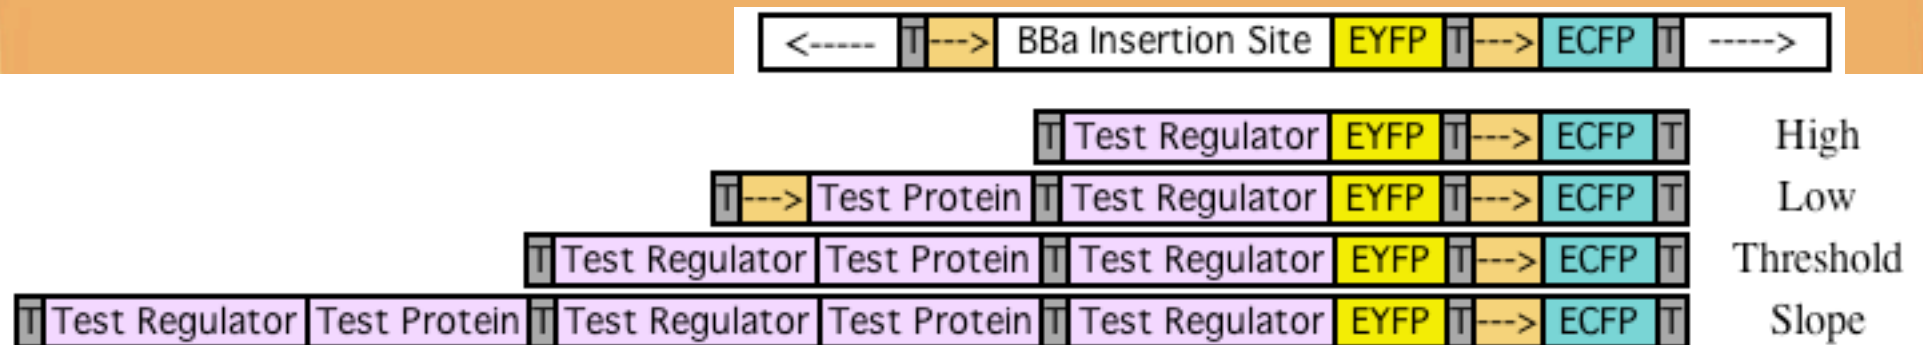 <----- T ---> BBa Insertion Site EYFP T ---> ECFP T ----->
T Test Regulator EYFP T ---> ECFP T High
T ---> Test Protein T Test Regulator EYFP T ---> ECFP T Low
T Test Regulator Test Protein T Test Regulator EYFP T ---> ECFP T Threshold
T Test Regulator Test Protein T Test Regulator Test Protein T Test Regulator EYFP T ---> ECFP T Slope